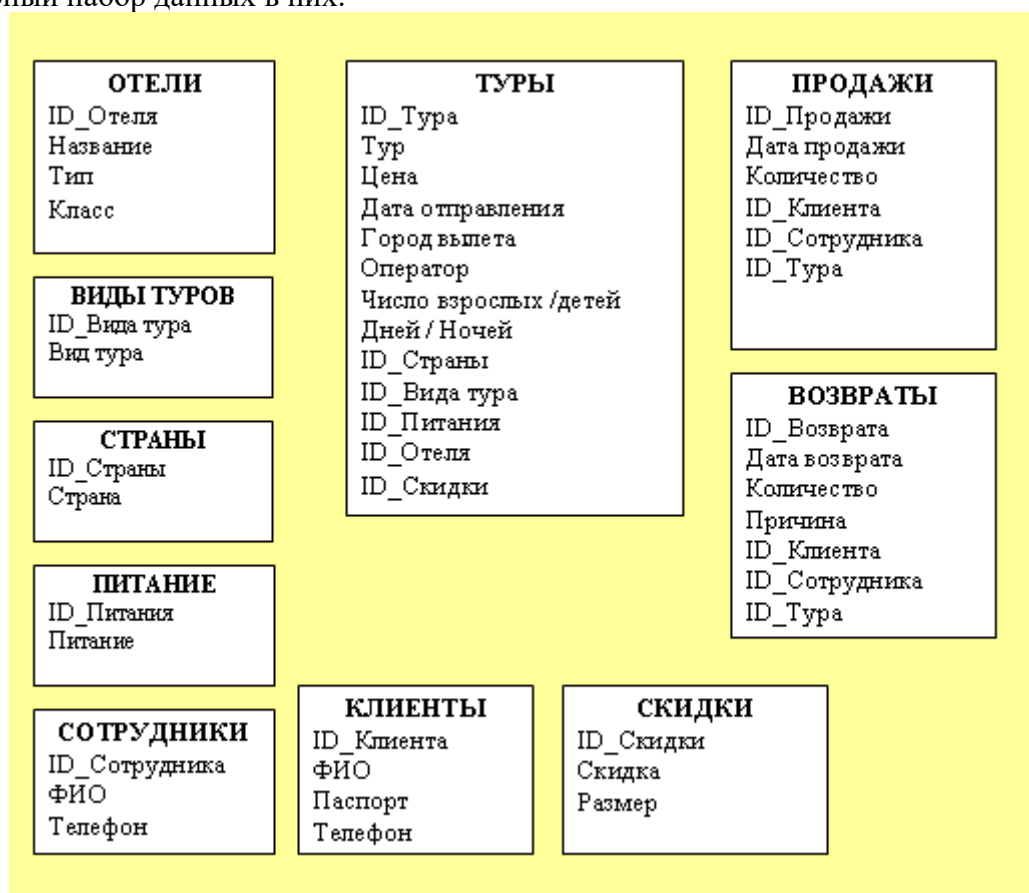 набор данных в них.
ОТЕЛИ
ID_Отеля
Название
Тип
Класс
ВИДЫ ТУРОВ
ID_Вида тура
Вид тура
СТРАНЫ
ID_Страны
Страна
ПИТАНИЕ
ID_Питания
Питание
СОТРУДНИКИ
ID_Сотрудника
ФИО
Телефон
ТУРЫ
ID_Тура
Тур
Цена
Дата отправления
Город вылета
Оператор
Число взрослых /детей
Дней / Ночей
ID_Страны
ID_Вида тура
ID_Питания
ID_Отеля
ID_Скидки
КЛИЕНТЫ
ID_Клиента
ФИО
Паспорт
Телефон
СКИДКИ
ID_Скидки
Скидка
Размер
ПРОДАЖИ
ID_Продажи
Дата продажи
Количество
ID_Клиента
ID_Сотрудника
ID_Тура
ВОЗВРАТЫ
ID_Возврата
Дата возврата
Количество
Причина
ID_Клиента
ID_Сотрудника
ID_Тура